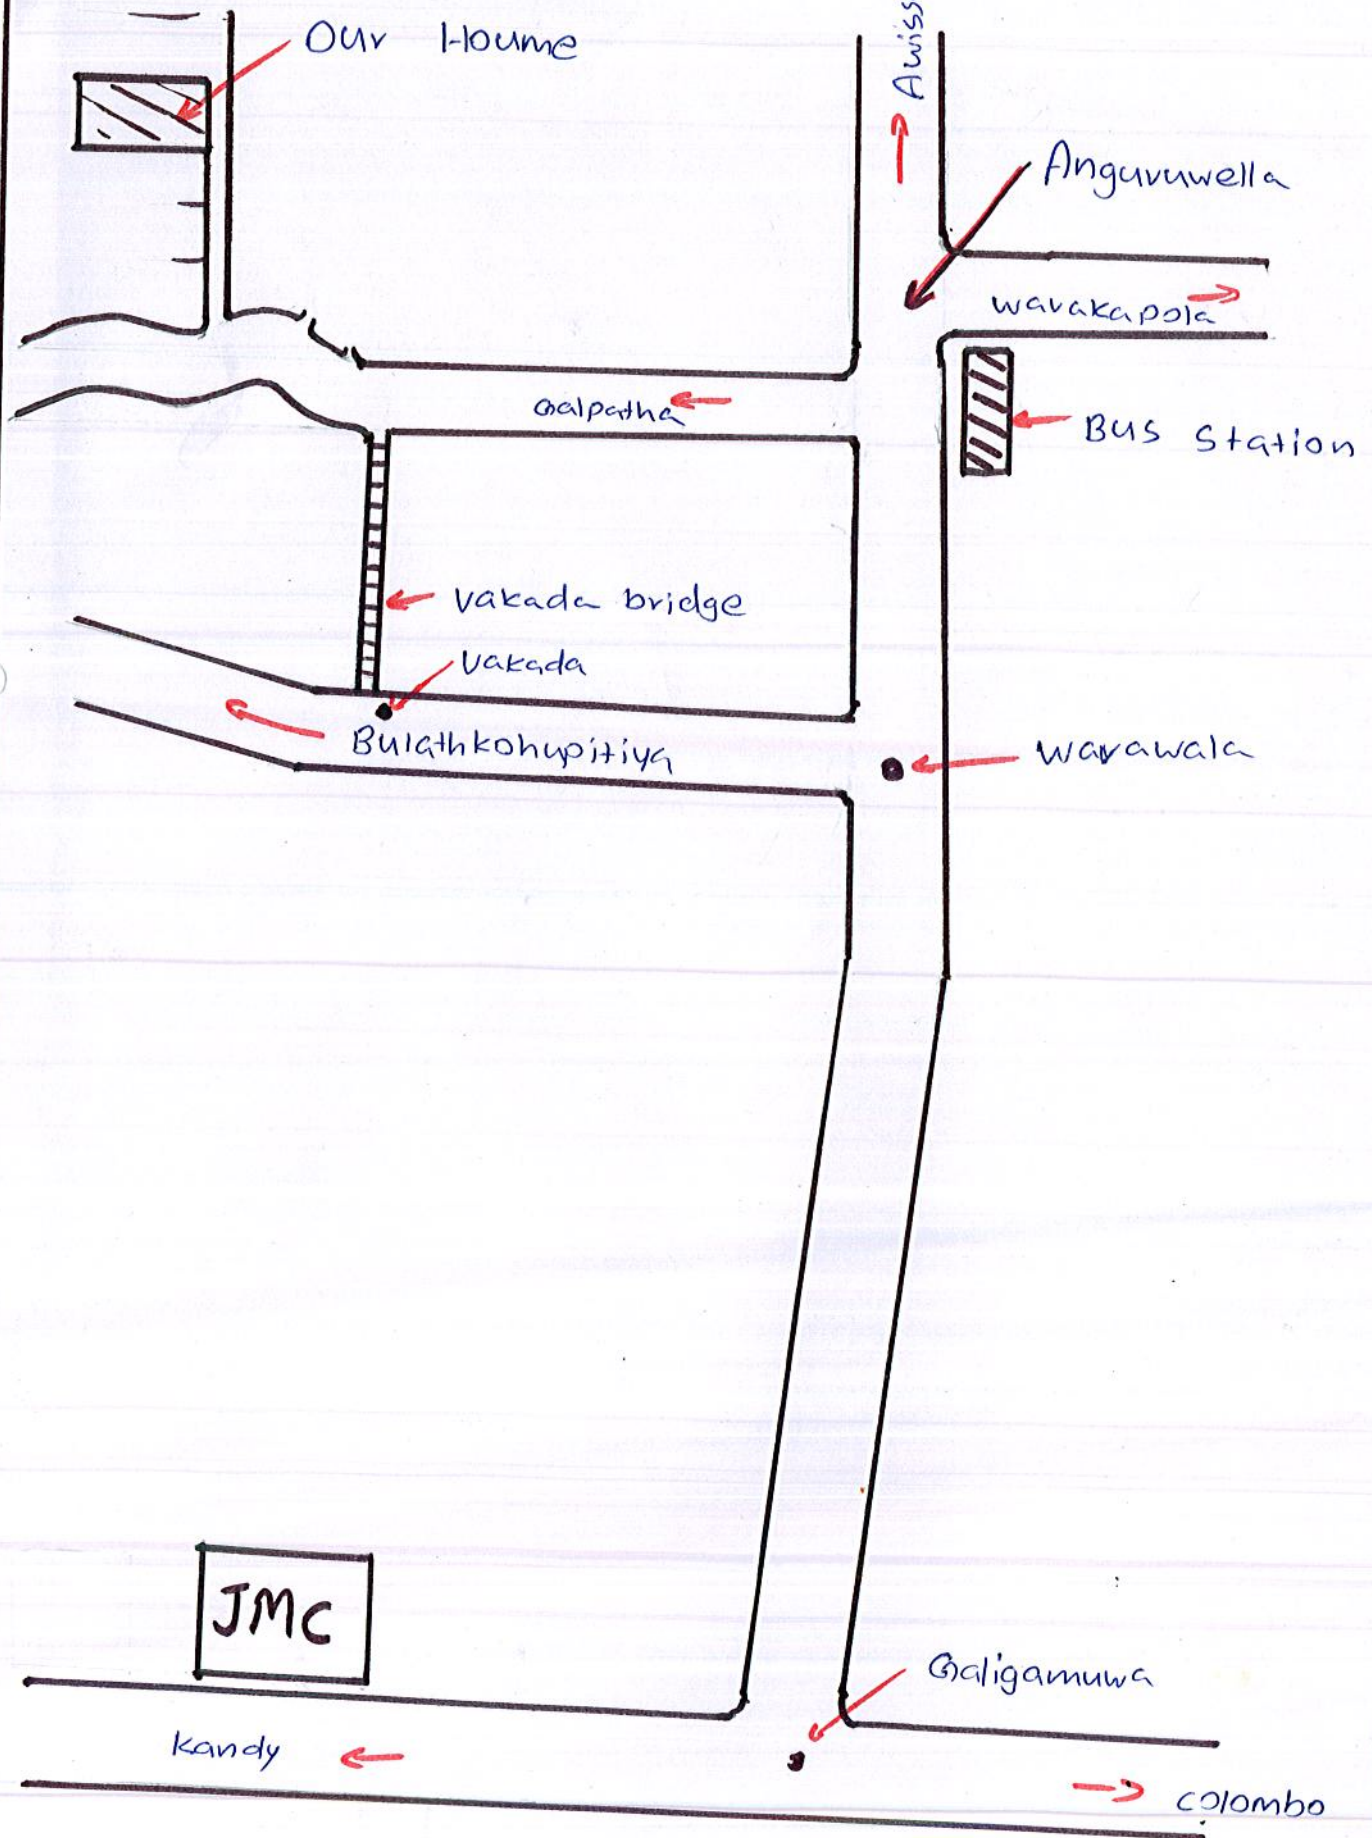 Our Houme
Awiss
Anguruwella
warakapola
Galpatha
Bus Station
Vakada bridge
Vakada
Bulathkohupitiya
warawala
JMC
Galigamuwa
Kandy
Colombo